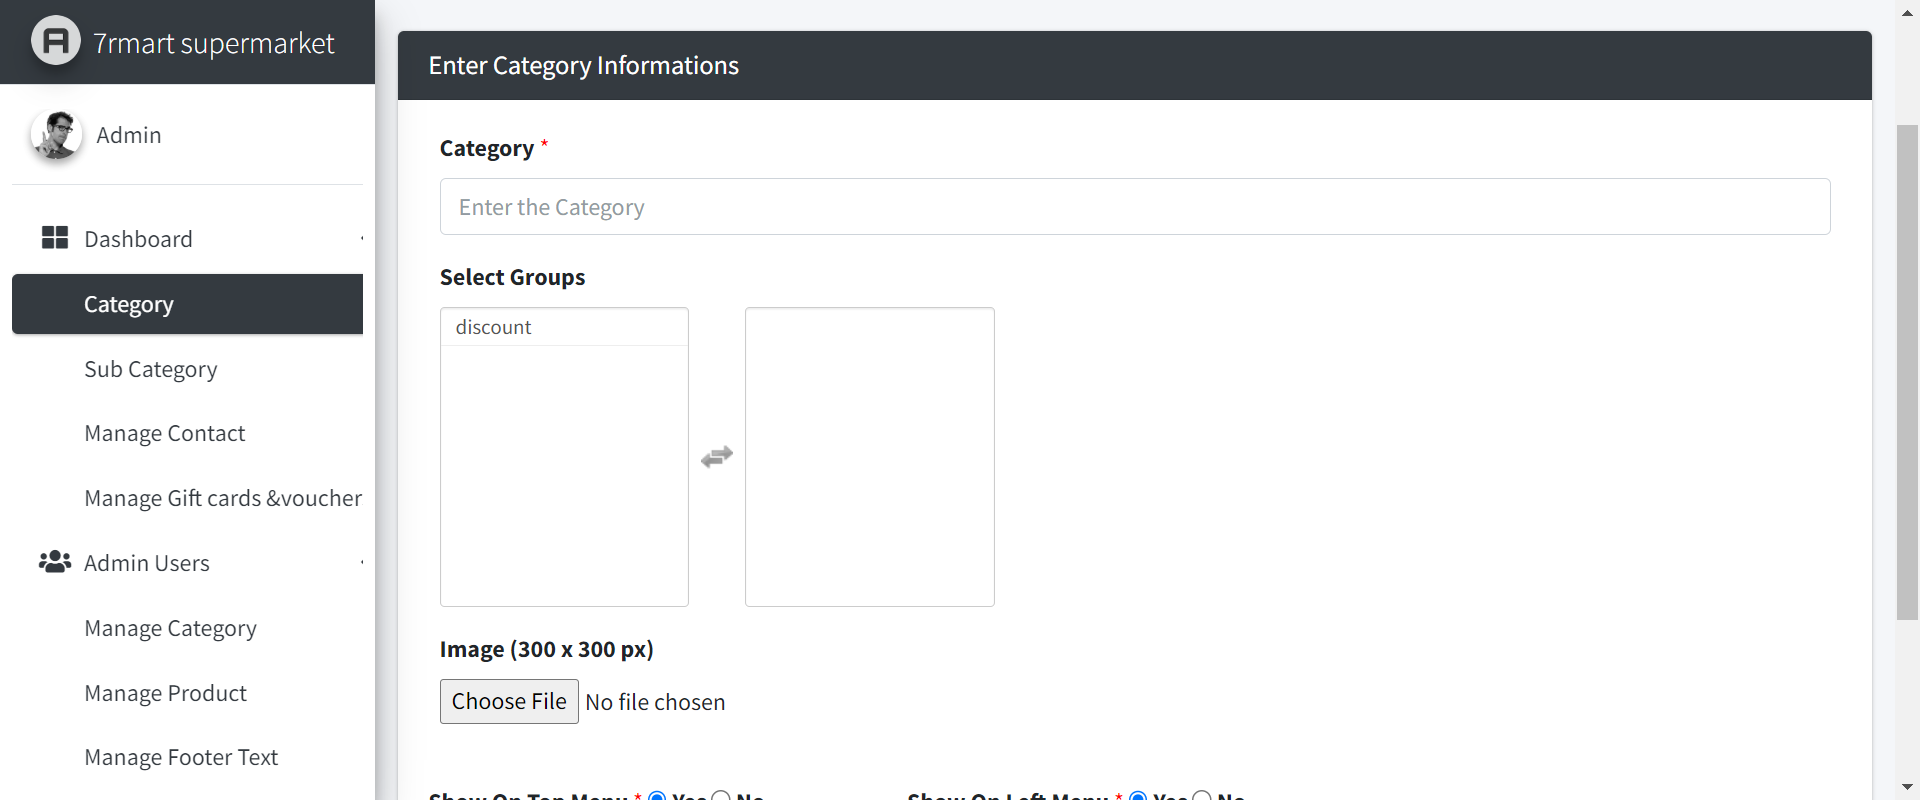 7rmart supermarket
Admin
Dashboard
Category
Sub Category
Manage Contact
Manage Gift cards &voucher
Admin Users
Manage Category
Manage Product
Manage Footer Text
Enter Category Informations
Category *
Enter the Category
Select Groups
discount
Image (300 x 300 px)
Choose File No file chosen
Show On Top Menu * Yes No Show On Left Menu * Yes No